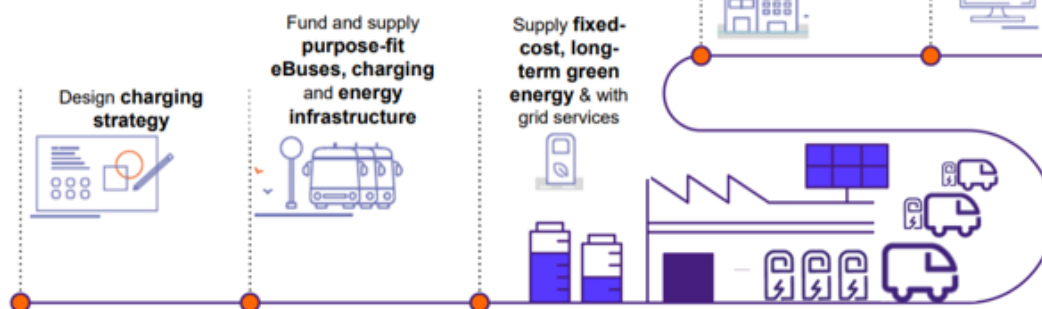 Design charging
strategy
Fund and supply
purpose-fit
eBuses, charging
and energy
infrastructure
Supply fixed-
cost, long-
term green
energy & with
grid services